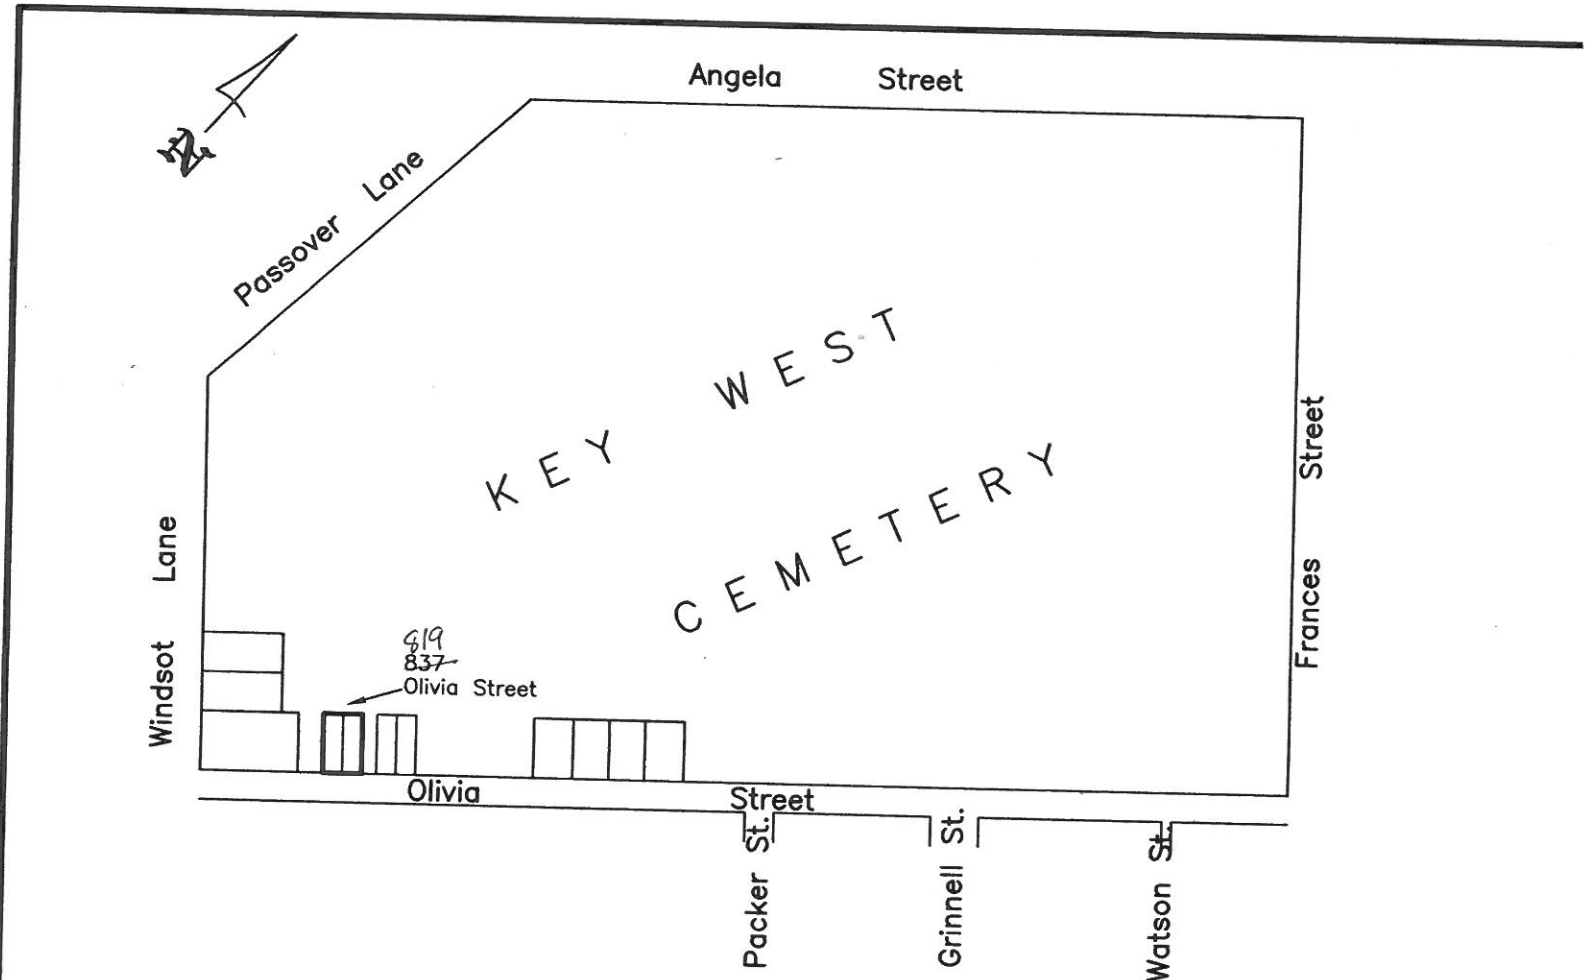 Angela Street
N
Passover Lane
KEY WEST
CEMETERY
Frances Street
Windsot Lane
819
837
Olivia Street
Olivia Street
Packer St.
Grinnell St.
Watson St.